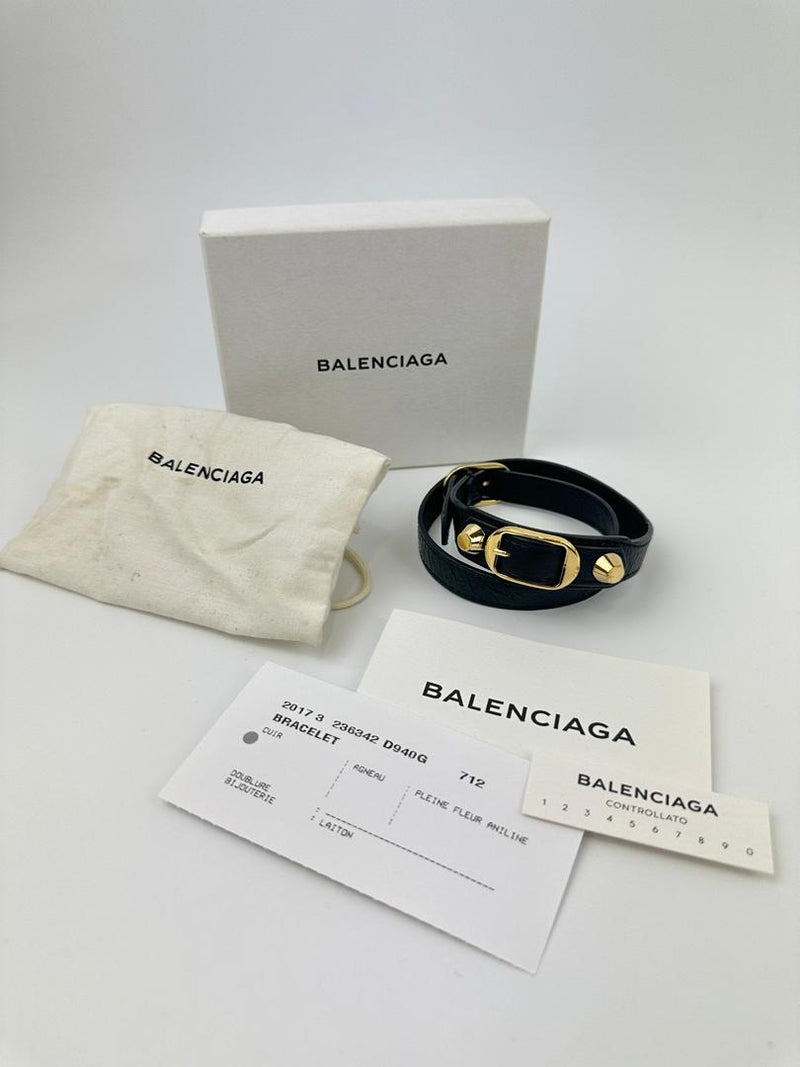 BALENCIAGA
BALENCIAGA
BALENCIAGA
2017 3 236342 D940G 712
BRACELET
CUIR
AGNEAU
PLEINE FLEUR ANILINE
DOUBLURE
BIJOUTERIE
:
: LAITON
BALENCIAGA
CONTROLLATO
1 2 3 4 5 6 7 8 9 0